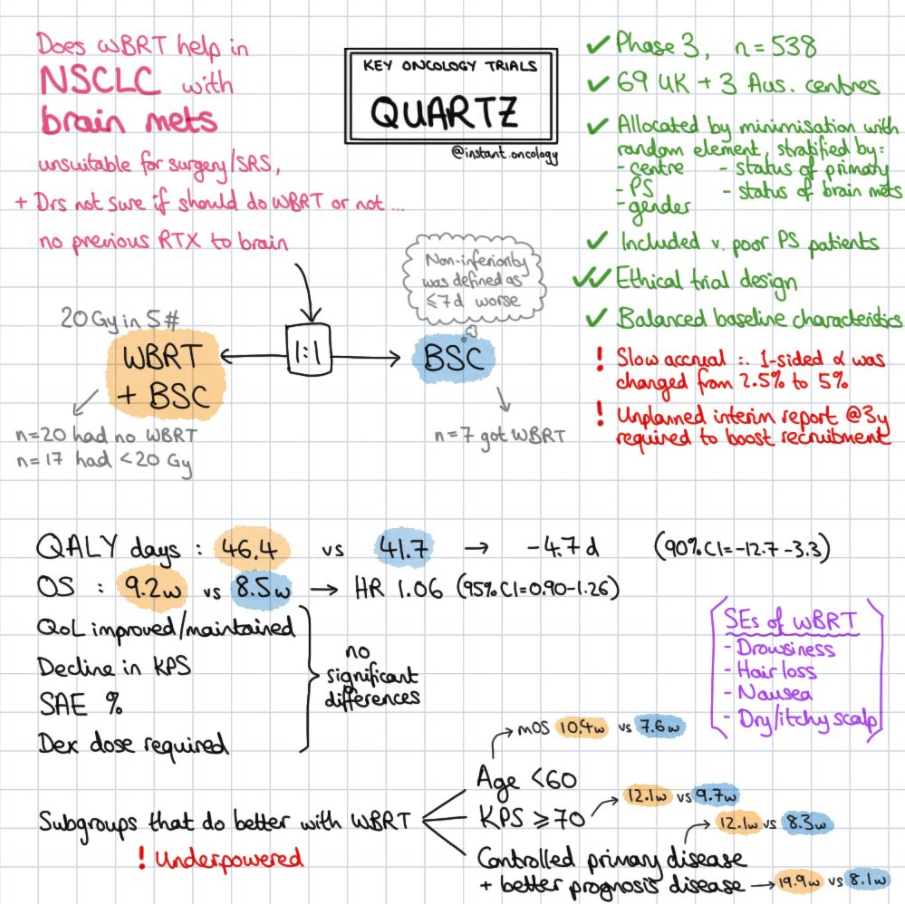 Does WBRT help in
NSCLC with
brain mets
unsuitable for surgery/SRS,
+ Drs not sure if should do WBRT or not ...
no previous RTX to brain
KEY ONCOLOGY TRIALS
QUARTZ
@instant.oncology
✓ Phase 3, n = 538
✓ 69 UK + 3 Aus. centres
✓ Allocated by minimisation with
random element, stratified by:
- centre - status of primary
- PS - status of brain mets
- gender
✓ Included v. poor PS patients
✓✓ Ethical trial design
✓ Balanced baseline characteristics
! Slow accrual ∴ 1-sided α was
changed from 2.5% to 5%
! Unplanned interim report @3y
required to boost recruitment
Non-inferiority
was defined as
≤7d worse
20 Gy in 5#
WBRT
+ BSC
1:1
BSC
n=20 had no WBRT
n=17 had <20 Gy
n=7 got WBRT
QALY days : 46.4 vs 41.7 → -4.7d (90% CI=-12.7-3.3)
OS : 9.2w vs 8.5w → HR 1.06 (95% CI=0.90-1.26)
QoL improved/maintained
Decline in KPS
SAE %
Dex dose required
no
significant
differences
SEs of WBRT
- Drowsiness
- Hair loss
- Nausea
- Dry/itchy scalp
Subgroups that do better with WBRT
! Underpowered
→ mOS 10.4w vs 7.6w
Age <60
KPS ≥70 → 12.1w vs 9.7w
→ 12.1w vs 8.3w
Controlled primary disease
+ better prognosis disease → 19.9w vs 8.1w